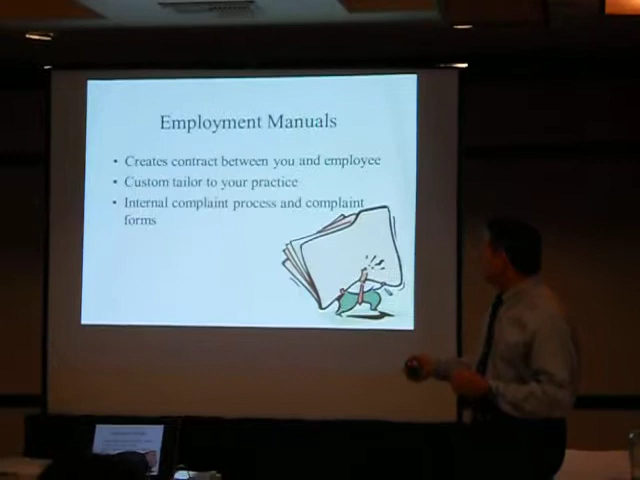 Employment Manuals
• Creates contract between you and employee
• Custom tailor to your practice
• Internal complaint process and complaint
forms